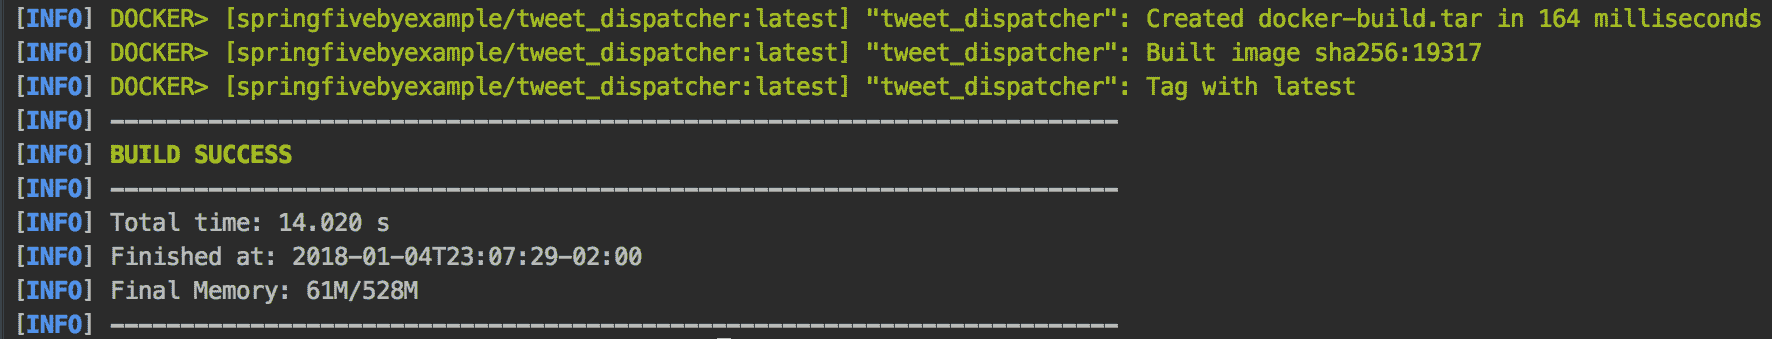 [INFO] DOCKER> [springfivebyexample/tweet_dispatcher:latest] "tweet_dispatcher": Created docker-build.tar in 164 milliseconds
[INFO] DOCKER> [springfivebyexample/tweet_dispatcher:latest] "tweet_dispatcher": Built image sha256:19317
[INFO] DOCKER> [springfivebyexample/tweet_dispatcher:latest] "tweet_dispatcher": Tag with latest
[INFO] ------------------------------------------------------------------------
[INFO] BUILD SUCCESS
[INFO] ------------------------------------------------------------------------
[INFO] Total time: 14.020 s
[INFO] Finished at: 2018-01-04T23:07:29-02:00
[INFO] Final Memory: 61M/528M
[INFO] ------------------------------------------------------------------------